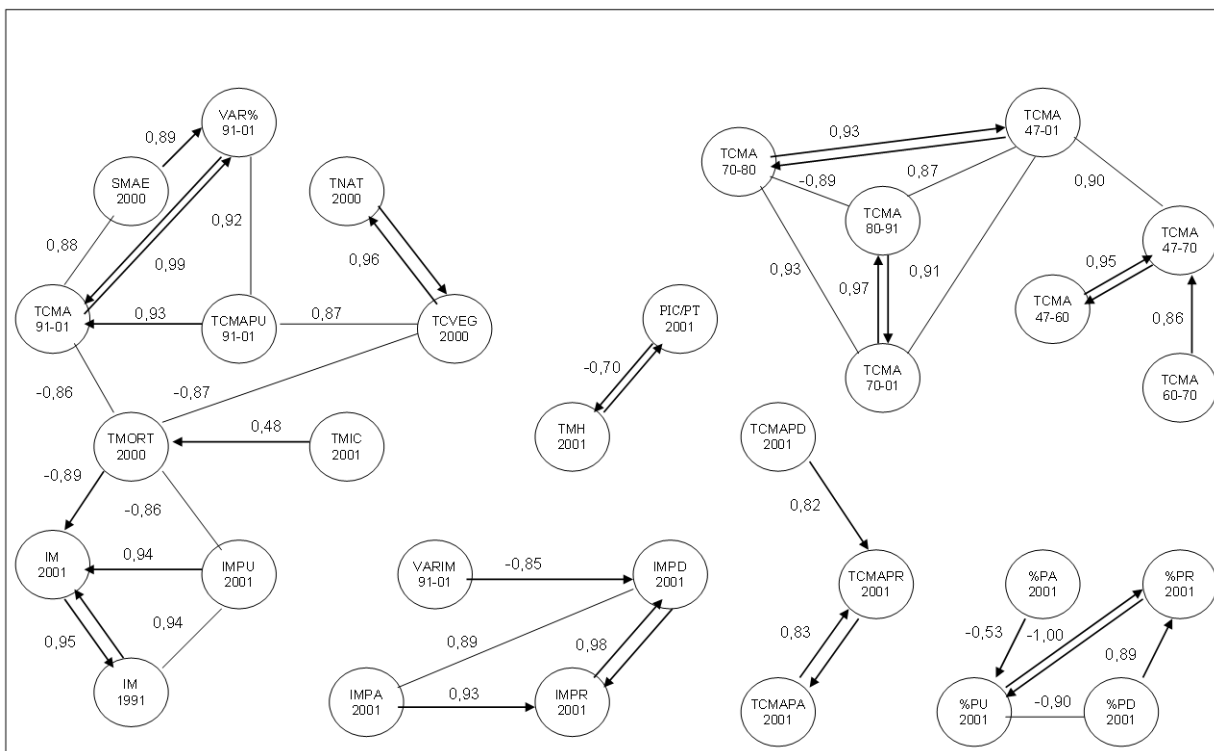 VAR%
91-01
0,89
SMAE
2000
TNAT
2000
0,92
0,88
0,99
0,96
TCMA
91-01
0,93
TCMAPU
91-01
0,87
TCVEG
2000
-0,86
-0,87
TMORT
2000
0,48
TMIC
2001
-0,89
-0,86
IM
2001
0,94
IMPU
2001
0,95
0,94
IM
1991
PIC/PT
2001
-0,70
TMH
2001
VARIM
91-01
-0,85
IMPD
2001
0,89
0,98
IMPA
2001
0,93
IMPR
2001
TCMA
47-01
0,93
TCMA
70-80
-0,89
0,87
0,90
TCMA
80-91
TCMA
47-70
0,93
0,97
0,91
0,95
TCMA
47-60
0,86
TCMA
70-01
TCMA
60-70
TCMAPD
2001
0,82
TCMAPR
2001
0,83
TCMAPA
2001
%PA
2001
%PR
2001
-0,53
-1,00
0,89
%PU
2001
-0,90
%PD
2001